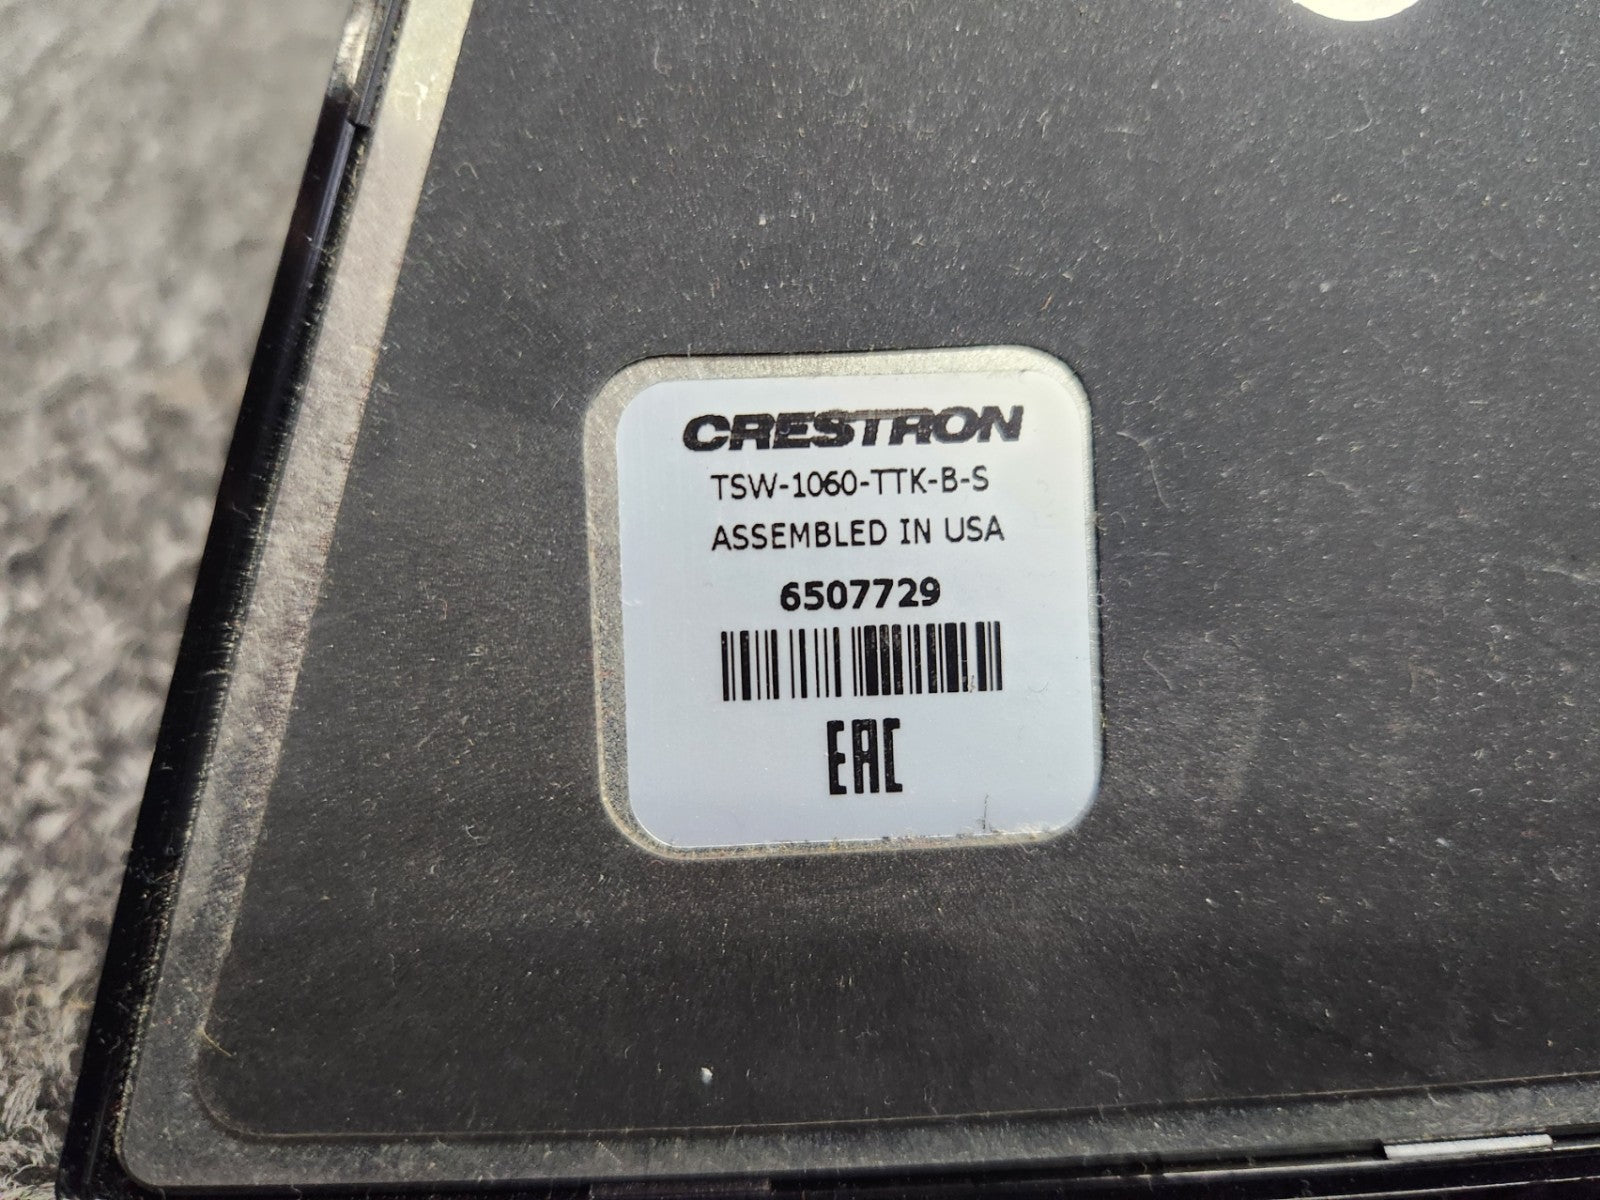 CRESTRON
TSW-1060-TTK-B-S
ASSEMBLED IN USA
6507729
EAC